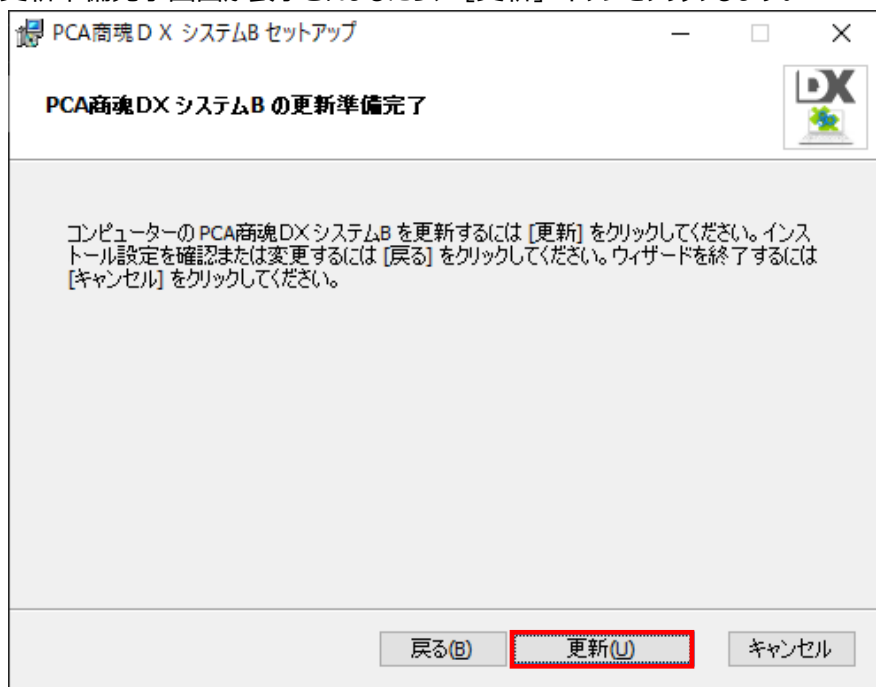 PCA商魂ＤＸ システムB セットアップ
DX
PCA商魂DX システムB の更新準備完了
コンピューターの PCA商魂DX システムB を更新するには [更新] をクリックしてください。インス
トール設定を確認または変更するには [戻る] をクリックしてください。ウィザードを終了するには
[キャンセル] をクリックしてください。
戻る(B)
更新(U)
キャンセル